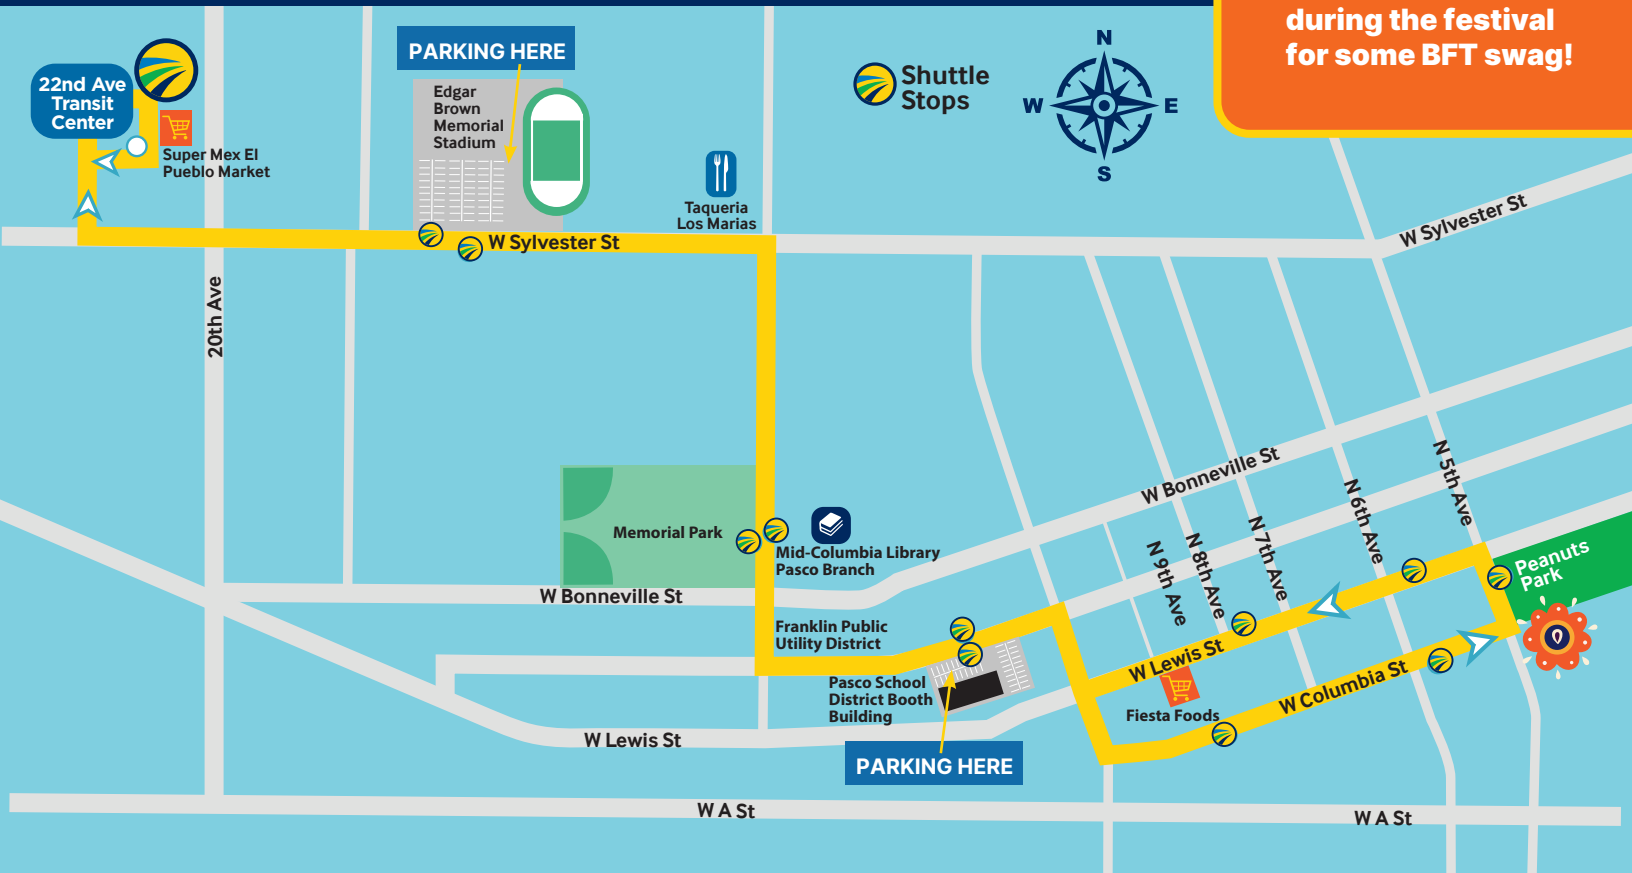 during the festival
for some BFT swag!
PARKING HERE
22nd Ave
Transit
Center
Super Mex El
Pueblo Market
Edgar
Brown
Memorial
Stadium
Shuttle
Stops
N
W
E
S
Taqueria
Los Marias
W Sylvester St
W Sylvester St
20th Ave
Memorial Park
Mid-Columbia Library
Pasco Branch
W Bonneville St
W Bonneville St
N 5th Ave
N 6th Ave
N 7th Ave
N 8th Ave
N 9th Ave
Peanuts
Park
Franklin Public
Utility District
Pasco School
District Booth
Building
W Lewis St
W Lewis St
W Columbia St
Fiesta Foods
PARKING HERE
W A St
W A St